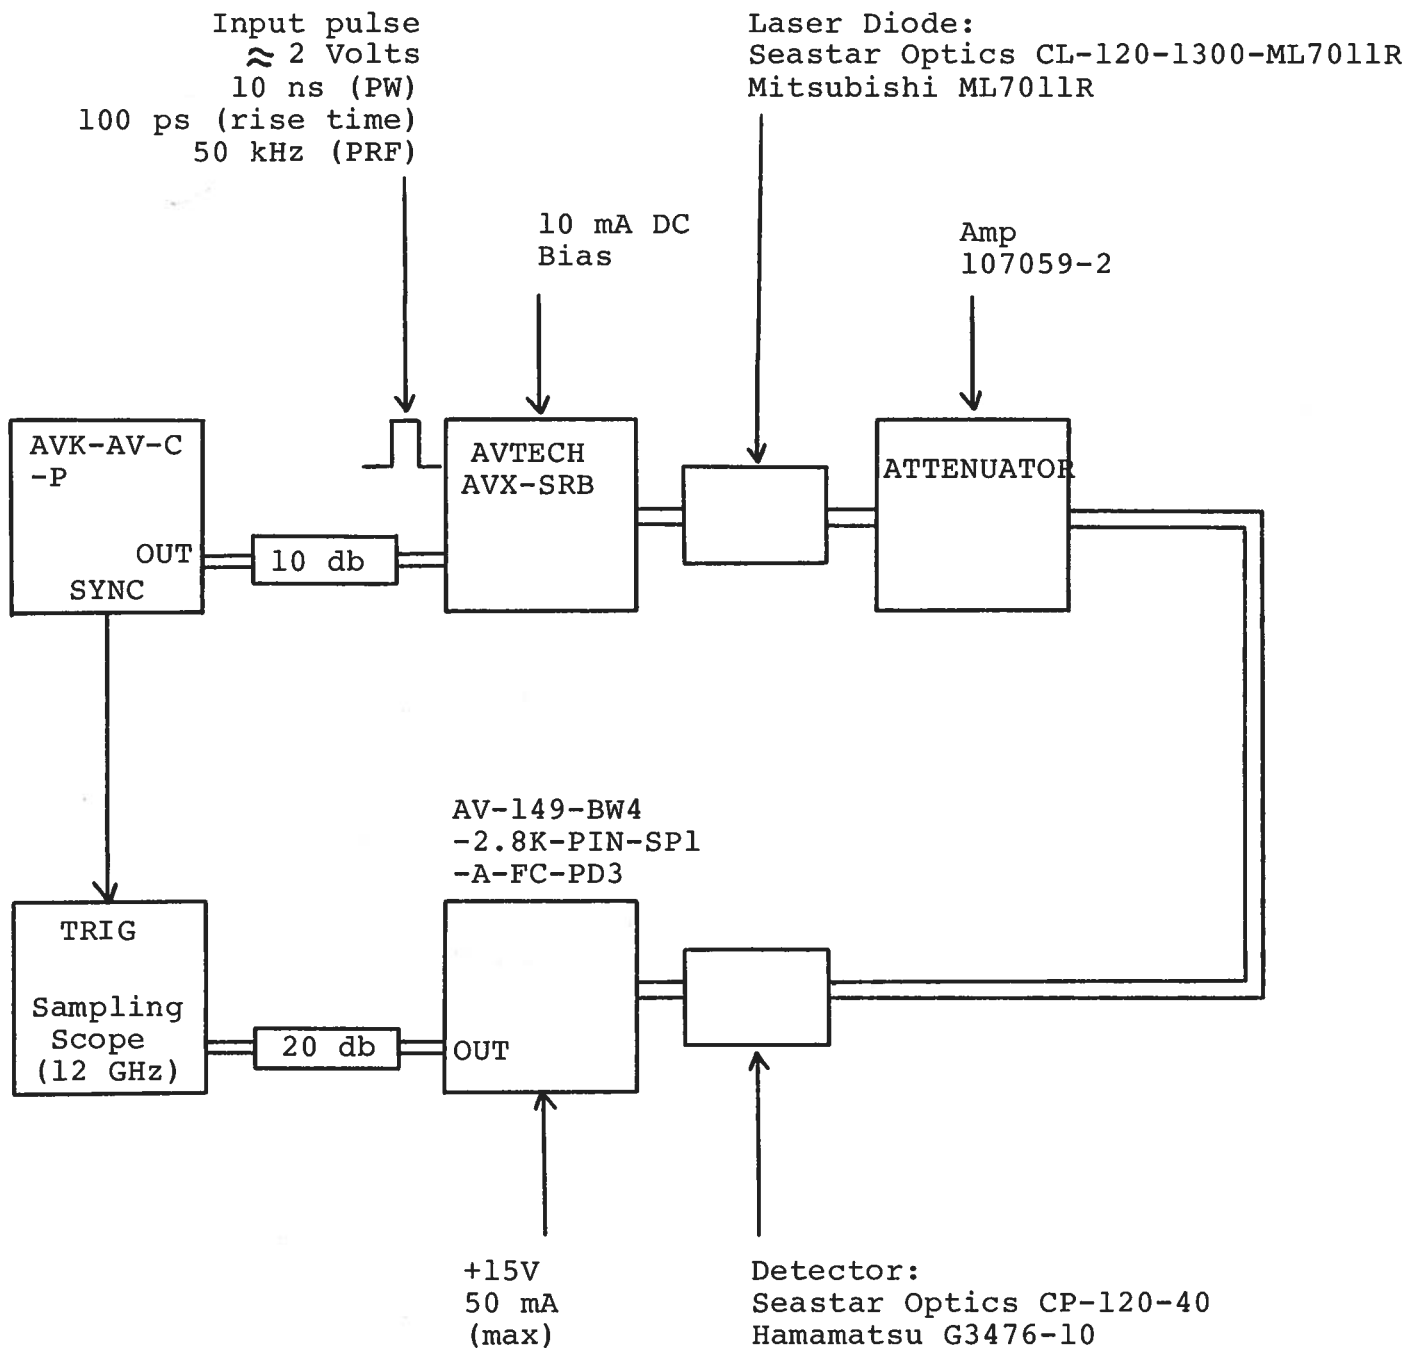 Input pulse
≈ 2 Volts
10 ns (PW)
100 ps (rise time)
50 kHz (PRF)
Laser Diode:
Seastar Optics CL-120-1300-ML7011R
Mitsubishi ML7011R
10 mA DC
Bias
Amp
107059-2
AVK-AV-C
-P
OUT
SYNC
10 db
AVTECH
AVX-SRB
ATTENUATOR
AV-149-BW4
-2.8K-PIN-SP1
-A-FC-PD3
TRIG
Sampling
Scope
(12 GHz)
20 db
OUT
+15V
50 mA
(max)
Detector:
Seastar Optics CP-120-40
Hamamatsu G3476-10